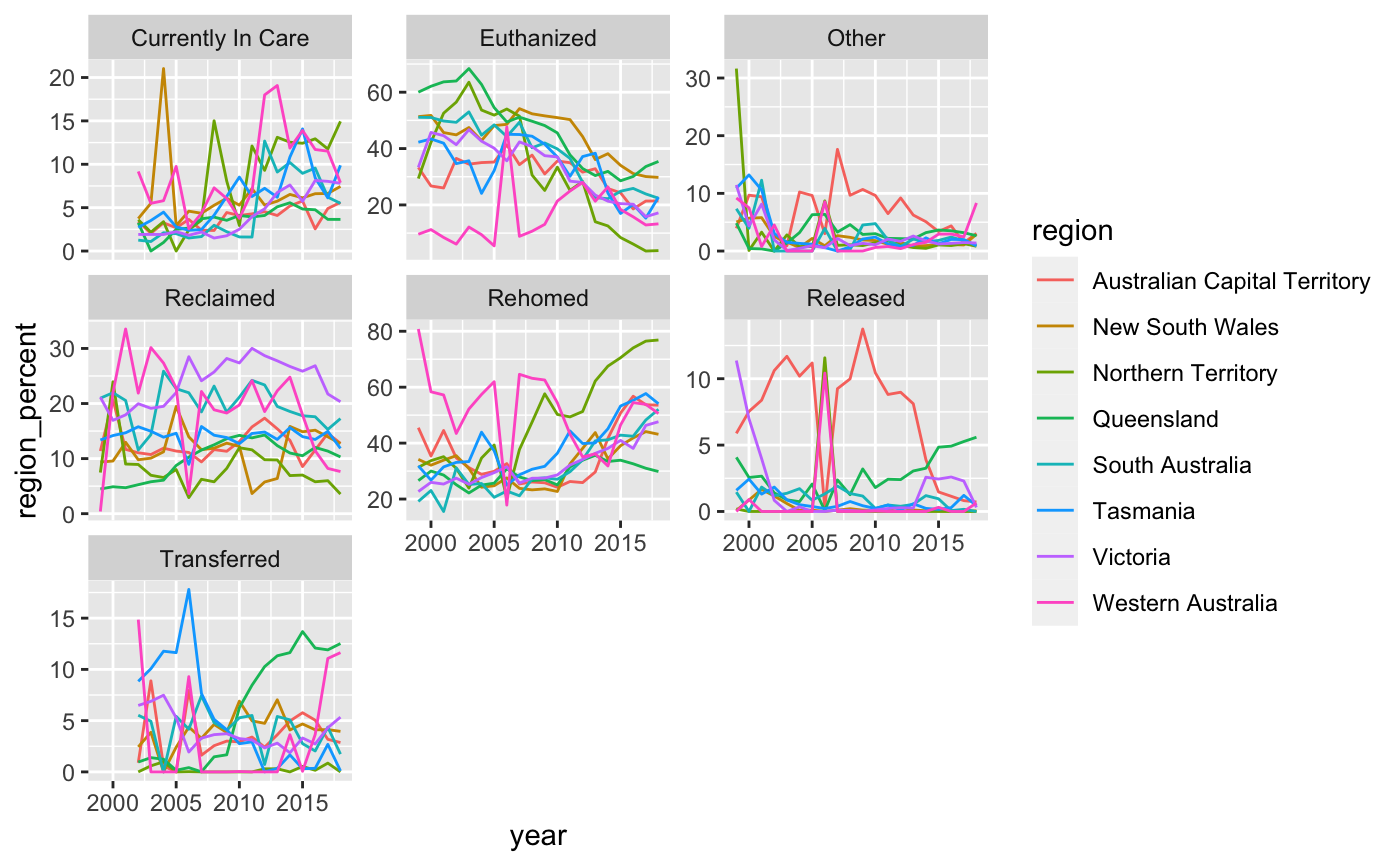 Currently In Care
Euthanized
Other
20
15
10
5
0
60
40
20
30
20
10
0
Reclaimed
Rehomed
Released
30
20
10
0
80
60
40
20
10
5
0
2000 2005 2010 2015
2000 2005 2010 2015
Transferred
15
10
5
0
2000 2005 2010 2015
year
region_percent
region
Australian Capital Territory
New South Wales
Northern Territory
Queensland
South Australia
Tasmania
Victoria
Western Australia